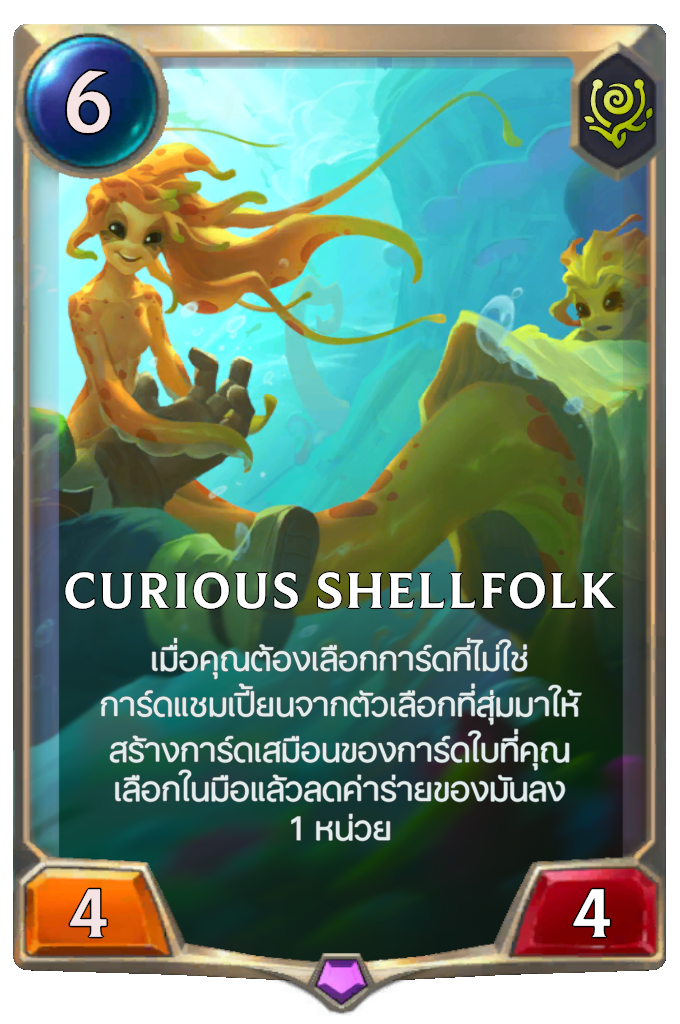 6
CURIOUS SHELLFOLK
เมื่อคุณต้องเลือกการ์ดที่ไม่ใช่
การ์ดแชมเปี้ยนจากตัวเลือกที่สุ่มมาให้
สร้างการ์ดเสมือนของการ์ดใบที่คุณ
เลือกในมือแล้วลดค่าร่ายของมันลง
1 หน่วย
4 4